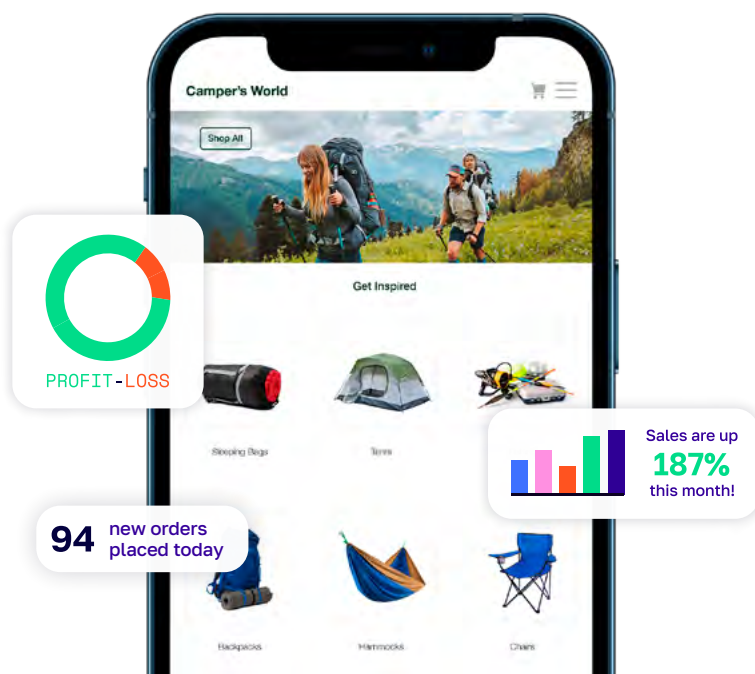 Camper's World
Shop All
Get Inspired
PROFIT-LOSS
Sleeping Bags
Tents
Sales are up
187%
this month!
94
new orders
placed today
Backpacks
Hammocks
Chairs